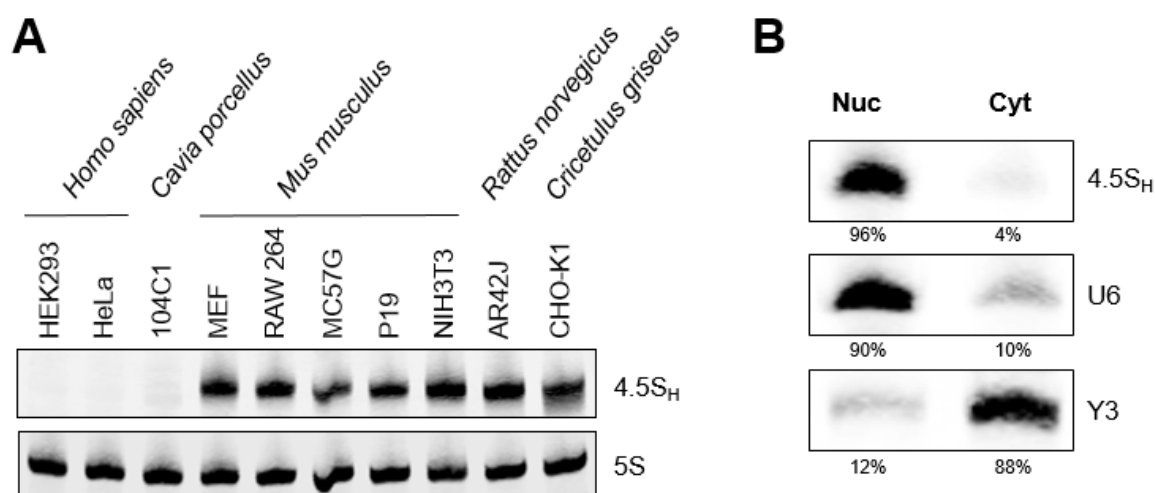 A
Homo sapiens
Cavia porcellus
Mus musculus
Rattus norvegicus
Cricetulus griseus
HEK293
HeLa
104C1
MEF
RAW 264
MC57G
P19
NIH3T3
AR42J
CHO-K1
4.5SH
5S
B
Nuc Cyt
4.5SH
96% 4%
U6
90% 10%
Y3
12% 88%